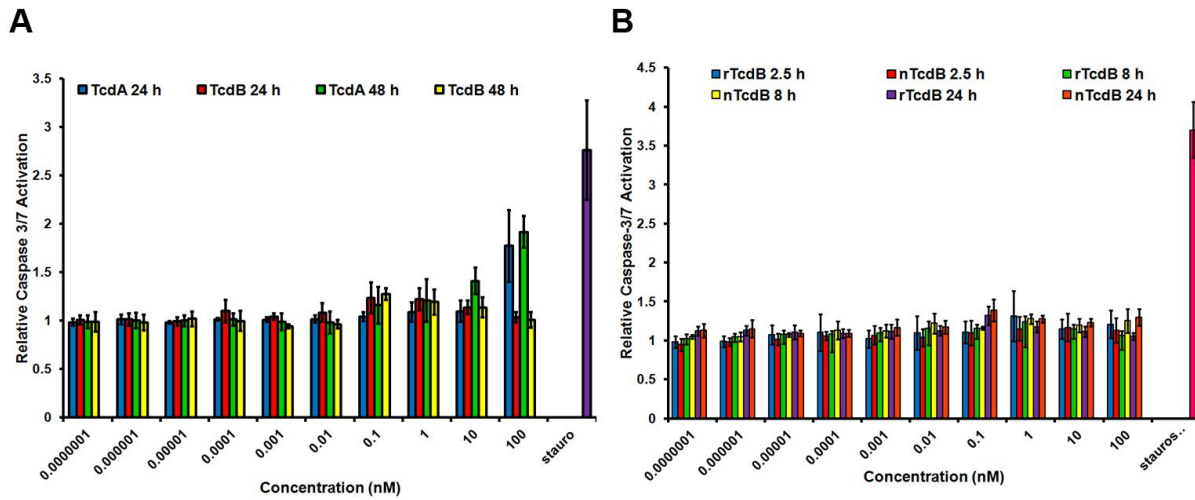 A
Relative Caspase 3/7 Activation
3.5
3
2.5
2
1.5
1
0.5
0
TcdA 24 h TcdB 24 h TcdA 48 h TcdB 48 h
0.0000001 0.000001 0.00001 0.0001 0.001 0.01 0.1 1 10 100 stauro
Concentration (nM)
B
Relative Caspase-3/7 Activation
4.5
4
3.5
3
2.5
2
1.5
1
0.5
0
rTcdB 2.5 h nTcdB 2.5 h rTcdB 8 h
nTcdB 8 h rTcdB 24 h nTcdB 24 h
0.0000001 0.000001 0.00001 0.0001 0.001 0.01 0.1 1 10 100 stauros..
Concentration (nM)